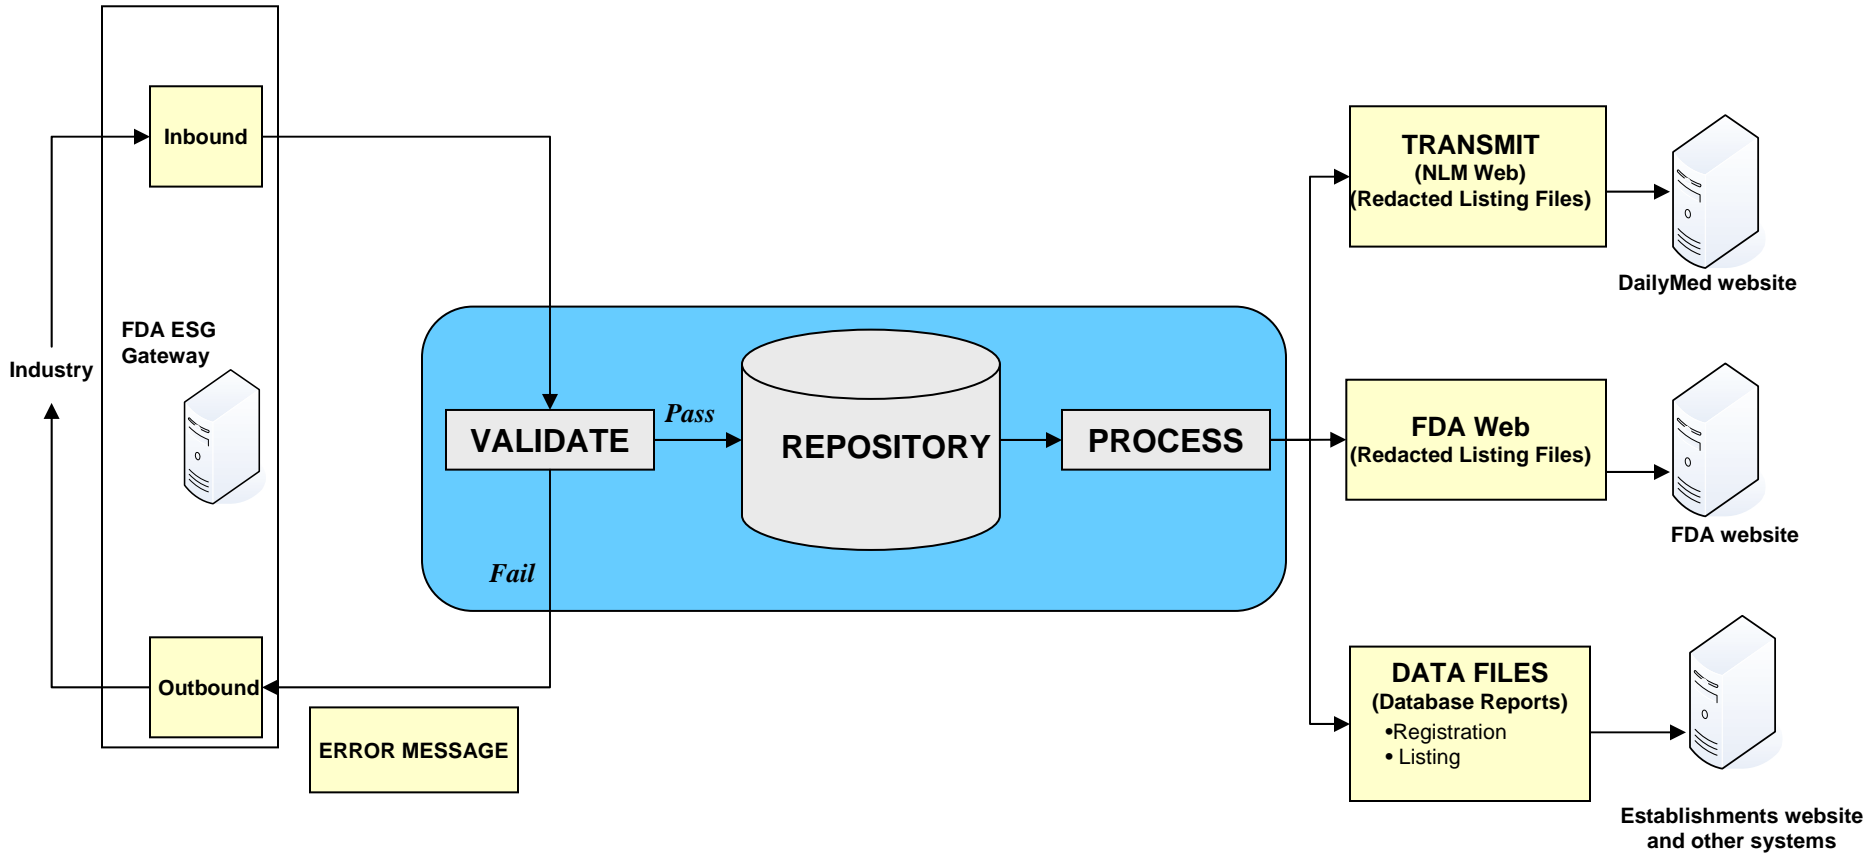 Inbound
FDA ESG
Gateway
Industry
Outbound
ERROR MESSAGE
VALIDATE
Pass
Fail
REPOSITORY
PROCESS
TRANSMIT
(NLM Web)
(Redacted Listing Files)
DailyMed website
FDA Web
(Redacted Listing Files)
FDA website
DATA FILES
(Database Reports)
•Registration
• Listing
Establishments website
and other systems